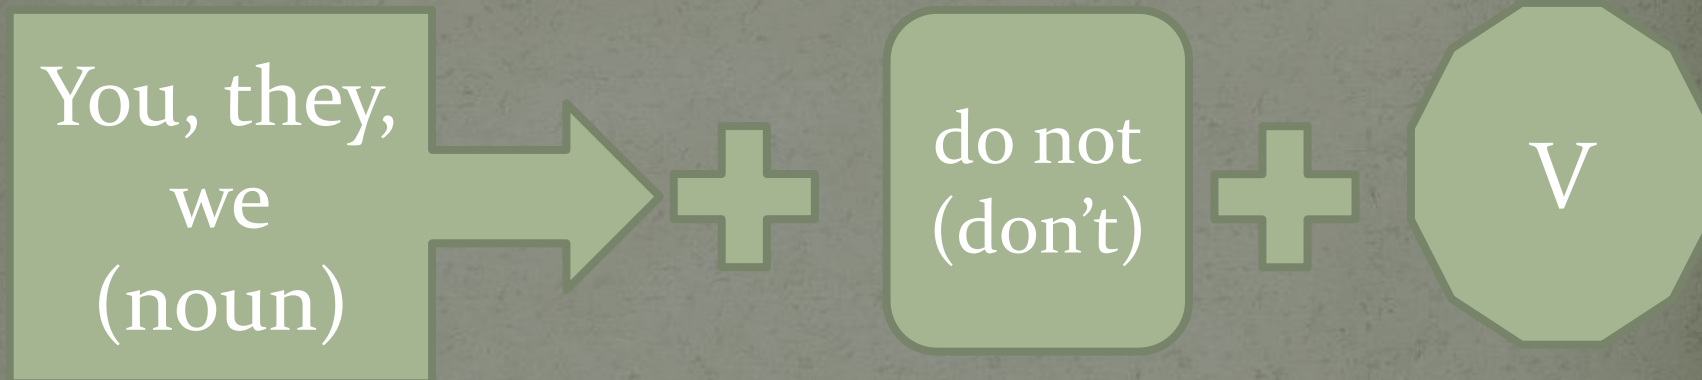 You, they,
we
(noun)
do not
(don’t)
V